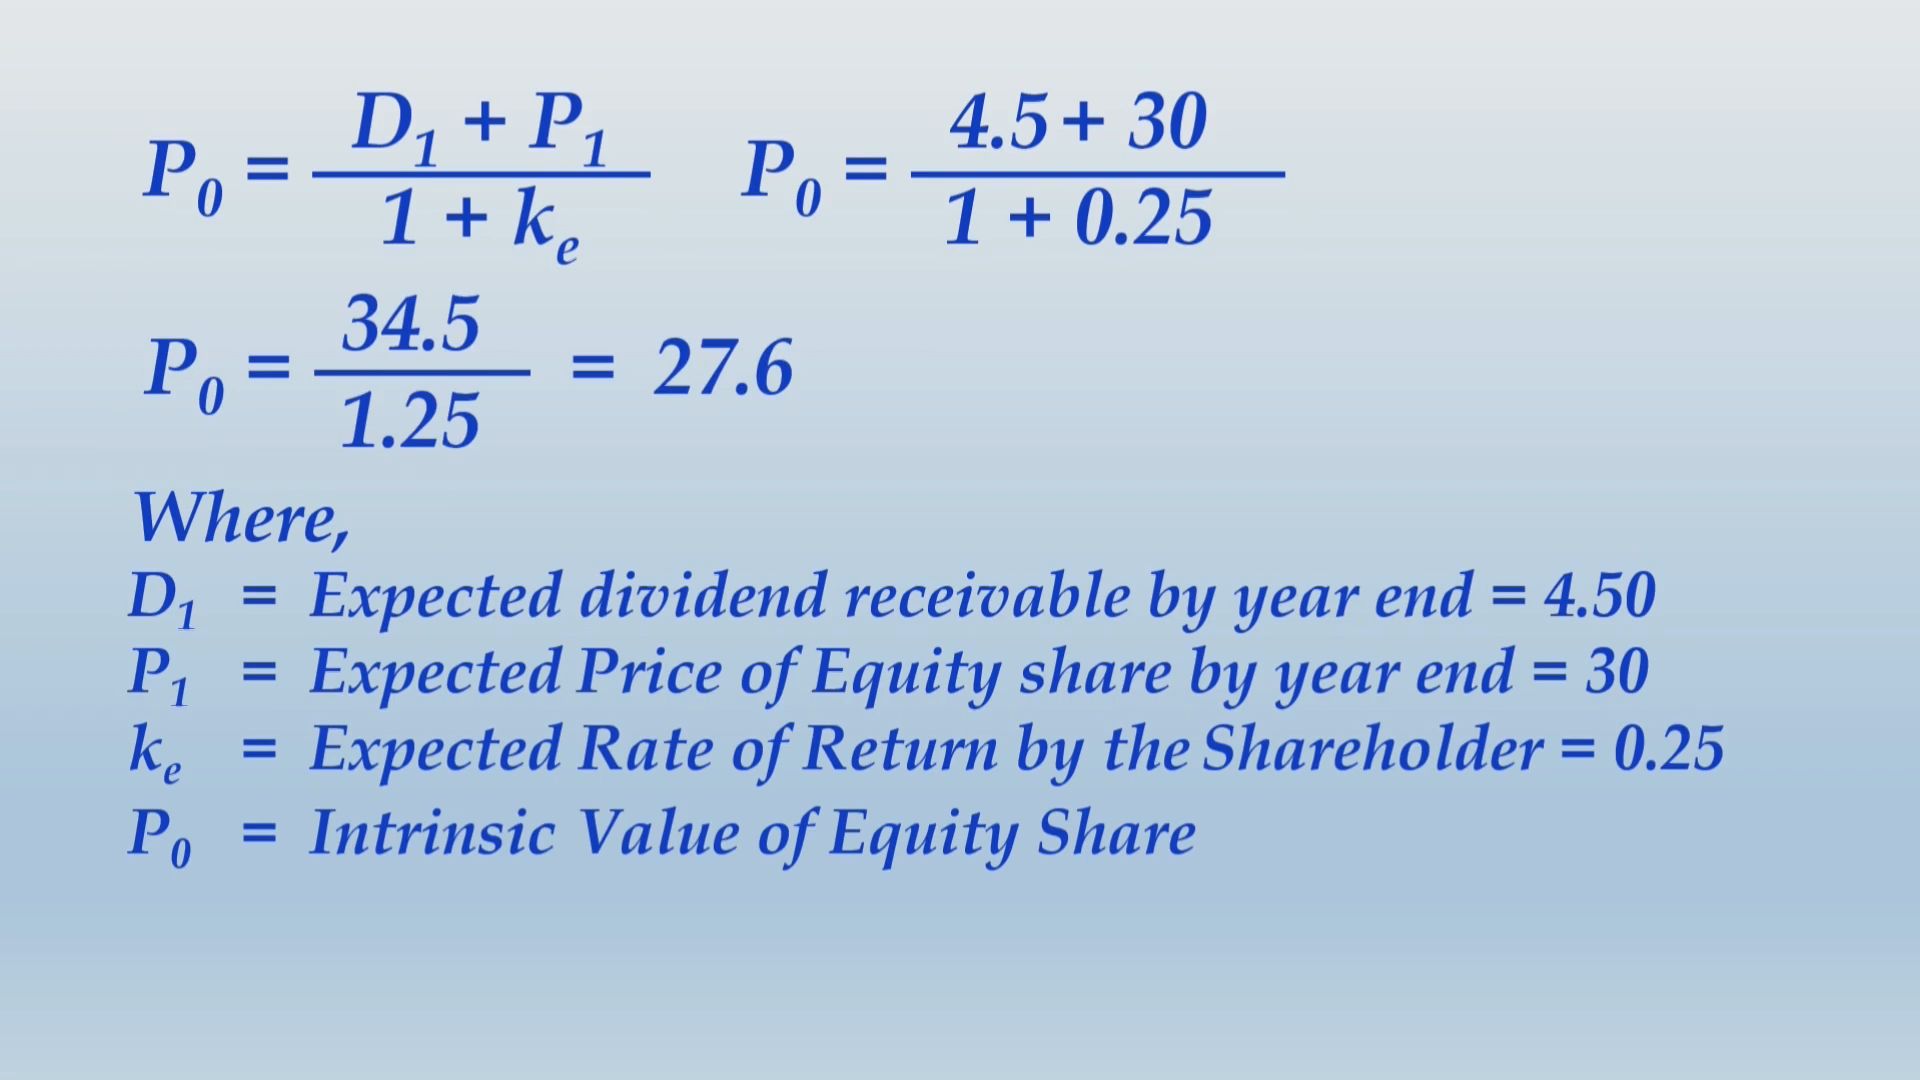 P₀ = (D₁ + P₁) / (1 + kₑ)    P₀ = (4.5 + 30) / (1 + 0.25)
P₀ = 34.5 / 1.25 = 27.6
Where,
D₁ = Expected dividend receivable by year end = 4.50
P₁ = Expected Price of Equity share by year end = 30
kₑ = Expected Rate of Return by the Shareholder = 0.25
P₀ = Intrinsic Value of Equity Share